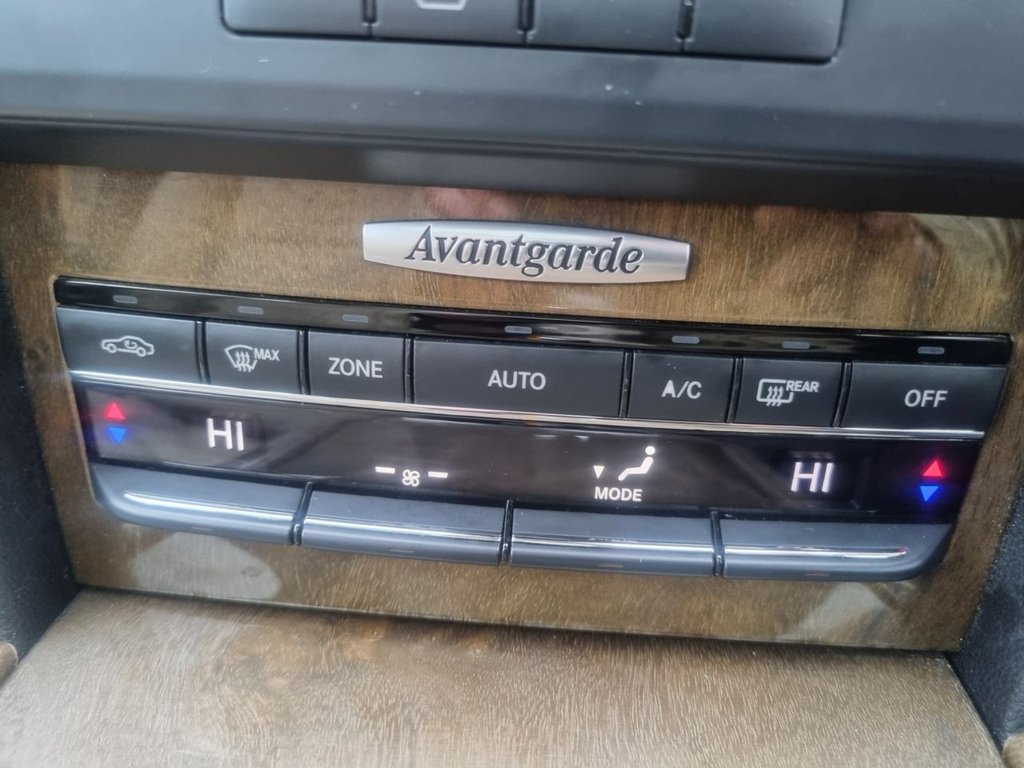 Avantgarde
MAX ZONE AUTO A/C REAR OFF
HI HI
MODE